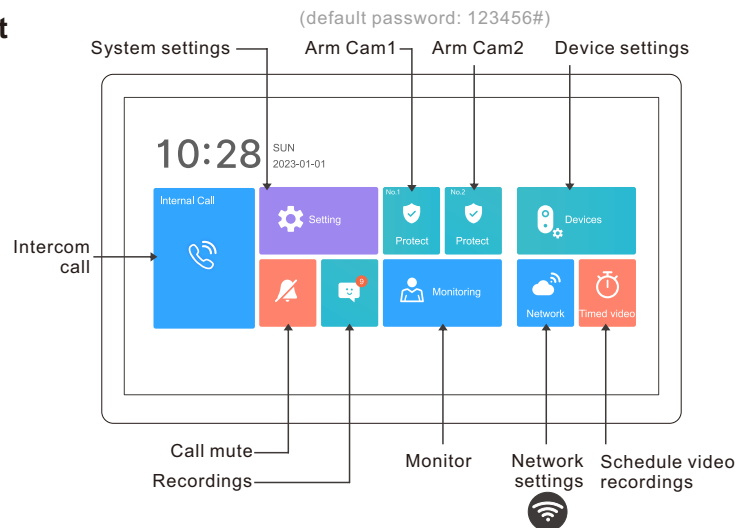 (default password: 123456#)
t
System settings
Arm Cam1
Arm Cam2
Device settings
10:28
SUN
2023-01-01
Internal Call
Setting
No.1
Protect
No.2
Protect
Devices
Intercom
call
9
Monitoring
Network
Timed video
Call mute
Recordings
Monitor
Network
settings
Schedule video
recordings